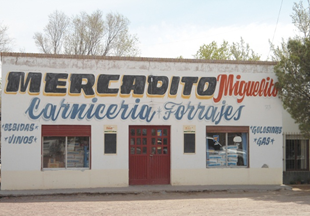 MERCADITO Miguelito
Carniceria Forrajes
*BEBIDAS*
*VINOS*
*GOLOSINAS*
*GAS*